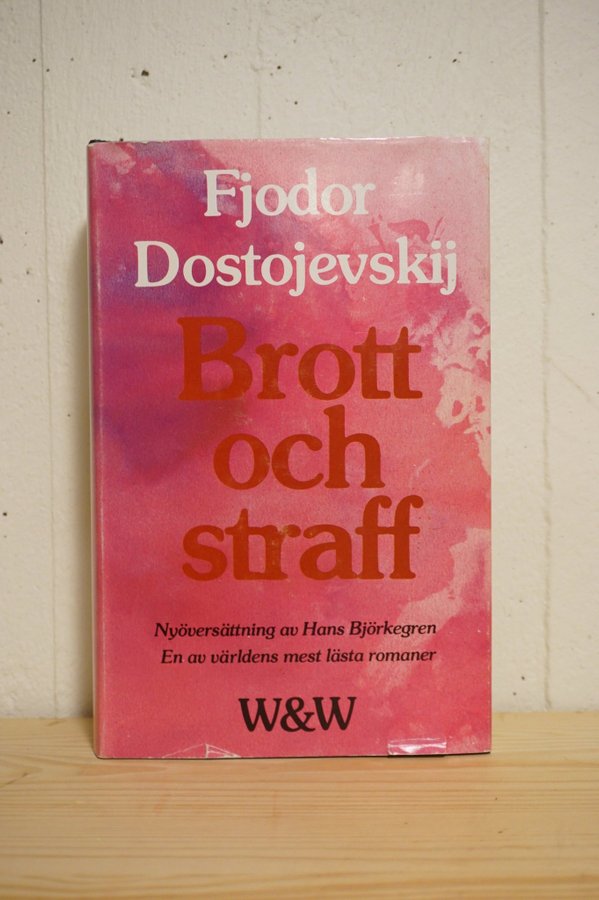 Fjodor
Dostojevskij
Brott
och
straff
Nyöversättning av Hans Björkegren
En av världens mest lästa romaner
W&W